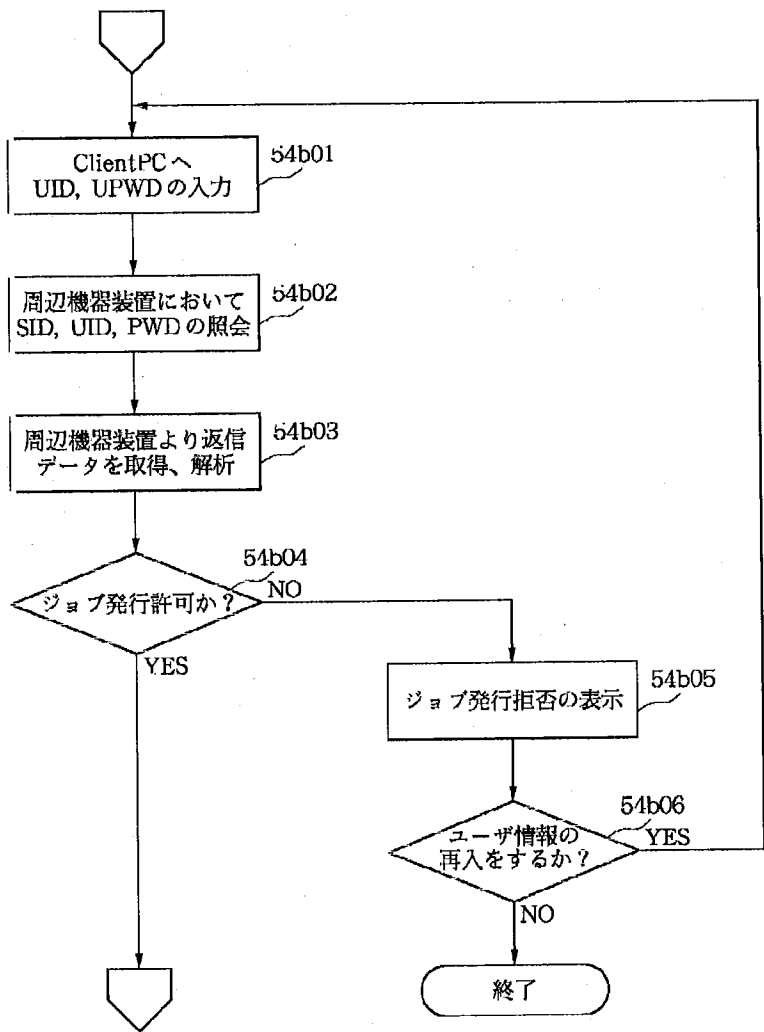 ClientPCへ
UID, UPWDの入力
54b01
周辺機器装置において
SID, UID, PWDの照会
54b02
周辺機器装置より返信
データを取得、解析
54b03
54b04
ジョブ発行許可か？
NO
YES
ジョブ発行拒否の表示
54b05
54b06
ユーザ情報の
再入をするか？
YES
NO
終了